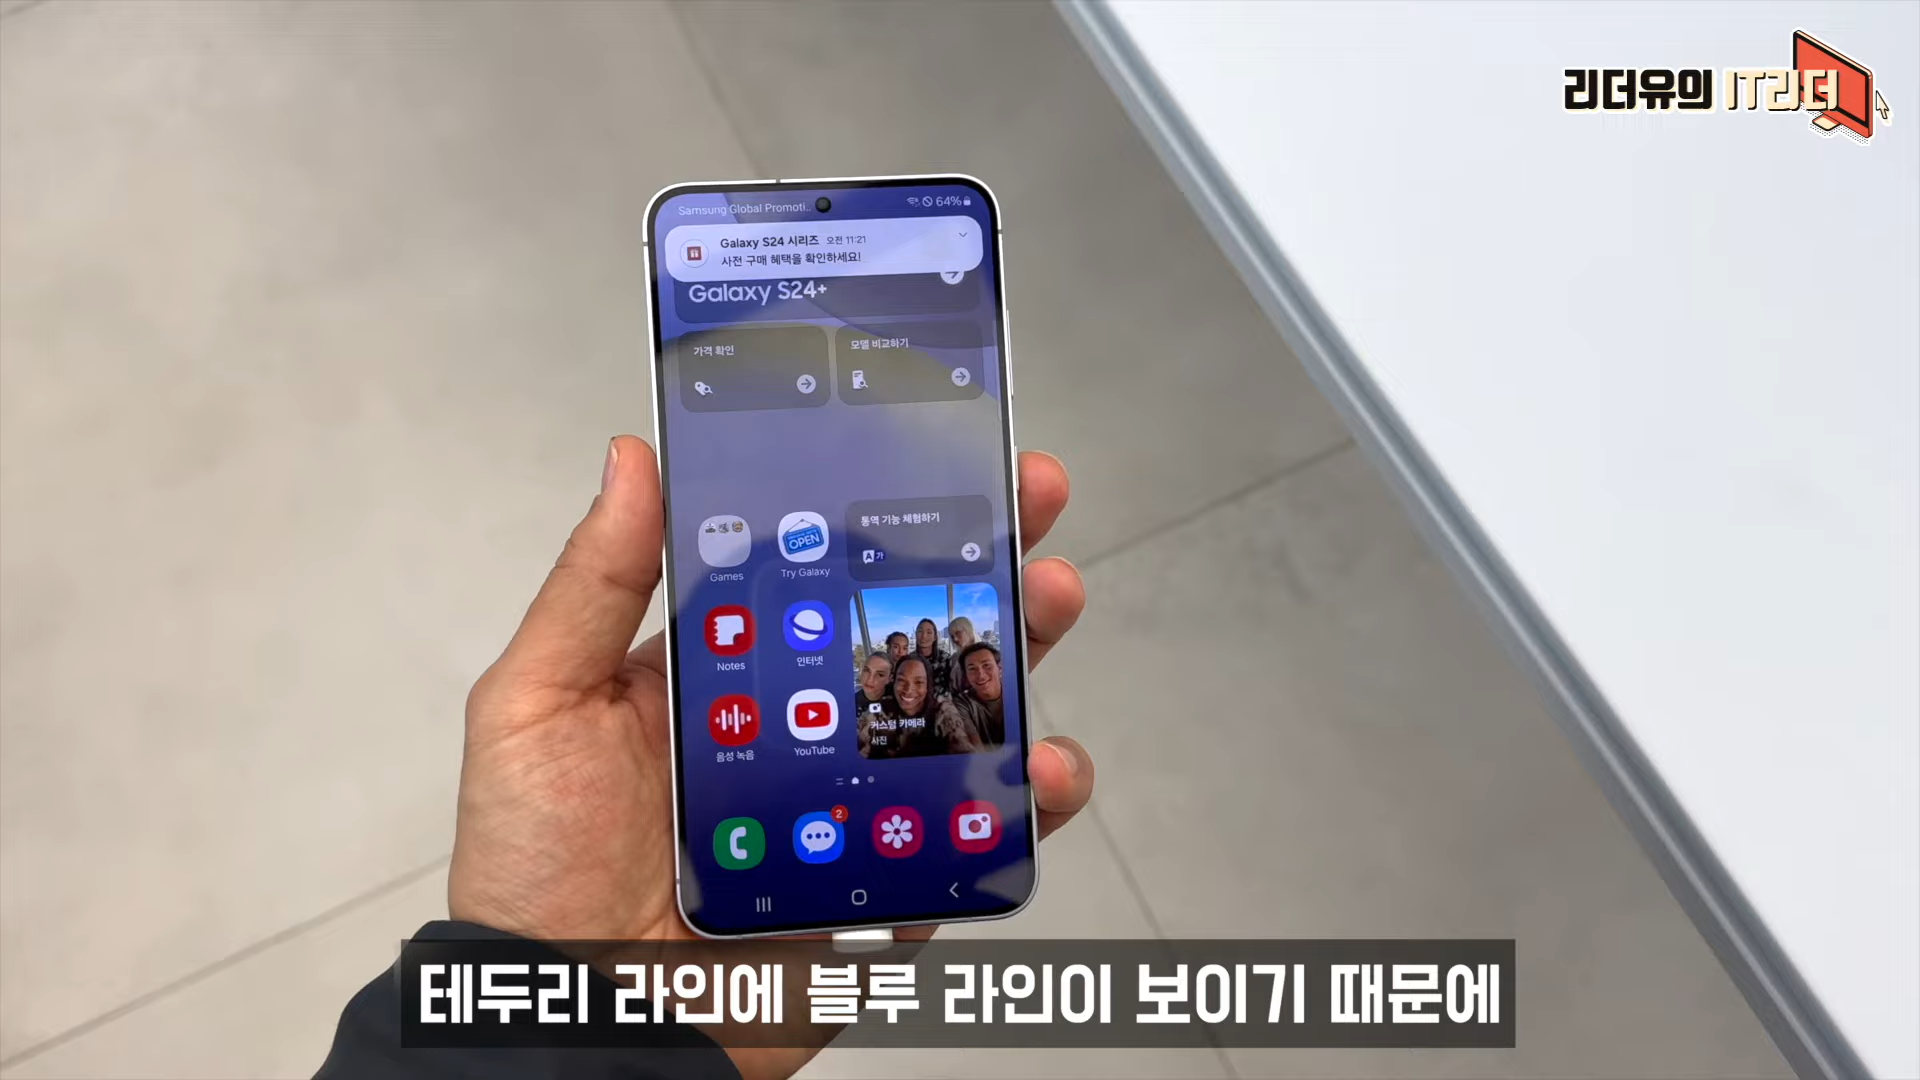 리더유의 IT리더
Samsung Global Promoti..
64%
Galaxy S24 시리즈 오전 11:21
사전 구매 혜택을 확인하세요!
Galaxy S24+
가격 확인
모델 비교하기
통역 기능 체험하기
A 가
OPEN
Games
Try Galaxy
Notes
인터넷
커스텀 카메라
사진
음성 녹음
YouTube
2
테두리 라인에 블루 라인이 보이기 때문에